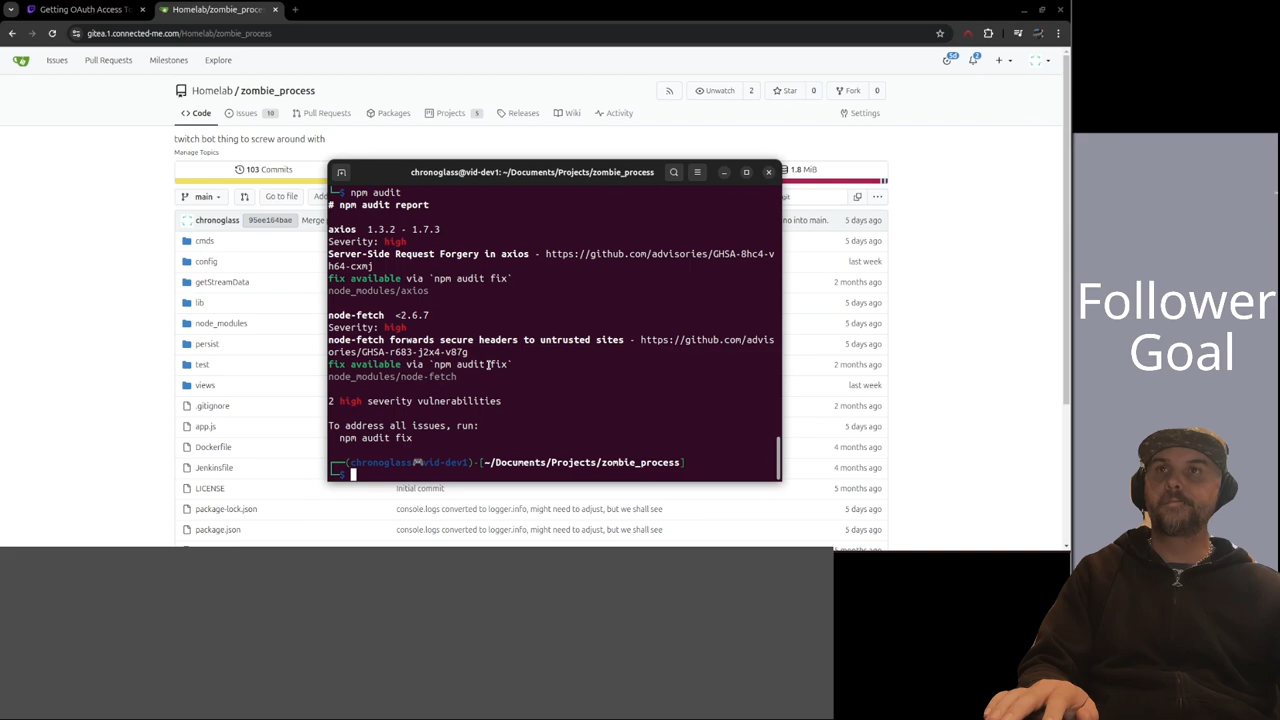 Getting OAuth Access To
Homelab/zombie_proce
gitea.1.connected-me.com/Homelab/zombie_process
Issues
Pull Requests
Milestones
Explore
5d
2
Homelab / zombie_process
Unwatch
2
Star
0
Fork
0
Code
Issues
10
Pull Requests
Packages
Projects
5
Releases
Wiki
Activity
Settings
twitch bot thing to screw around with
Manage Topics
103 Commits
1.8 MiB
main
Go to file
chronoglass
95ee164bae
Merge
no into main.
5 days ago
cmds
5 days ago
config
last week
getStreamData
2 months ago
lib
5 days ago
node_modules
last week
persist
5 days ago
test
2 months ago
views
last week
.gitignore
2 months ago
app.js
5 days ago
Dockerfile
2 months ago
Jenkinsfile
last week
LICENSE
Initial commit
5 months ago
package-lock.json
console.logs converted to logger.info, might need to adjust, but we shall see
5 days ago
package.json
console.logs converted to logger.info, might need to adjust, but we shall see
5 days ago
chronoglass@vid-dev1: ~/Documents/Projects/zombie_process
└─$ npm audit
# npm audit report
axios 1.3.2 - 1.7.3
Severity: high
Server-Side Request Forgery in axios - https://github.com/advisories/GHSA-8hc4-v
h64-cxmj
fix available via `npm audit fix`
node_modules/axios
node-fetch <2.6.7
Severity: high
node-fetch forwards secure headers to untrusted sites - https://github.com/advis
ories/GHSA-r683-j2x4-v87g
fix available via `npm audit fix`
node_modules/node-fetch
2 high severity vulnerabilities
To address all issues, run:
npm audit fix
┌──(chronoglass🎮vid-dev1)-[~/Documents/Projects/zombie_process]
└─$
Follower
Goal